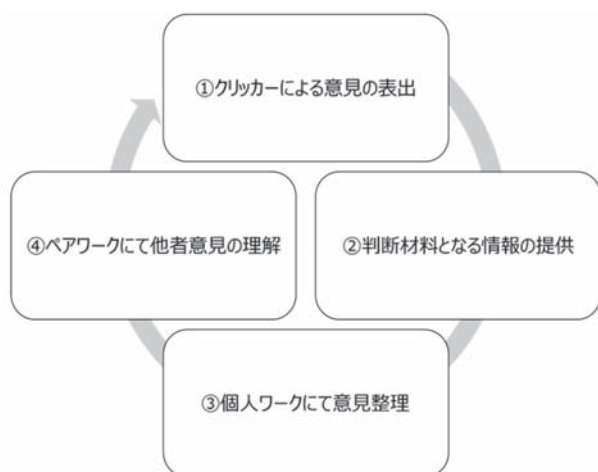 ①クリッカーによる意見の表出
②判断材料となる情報の提供
③個人ワークにて意見整理
④ペアワークにて他者意見の理解